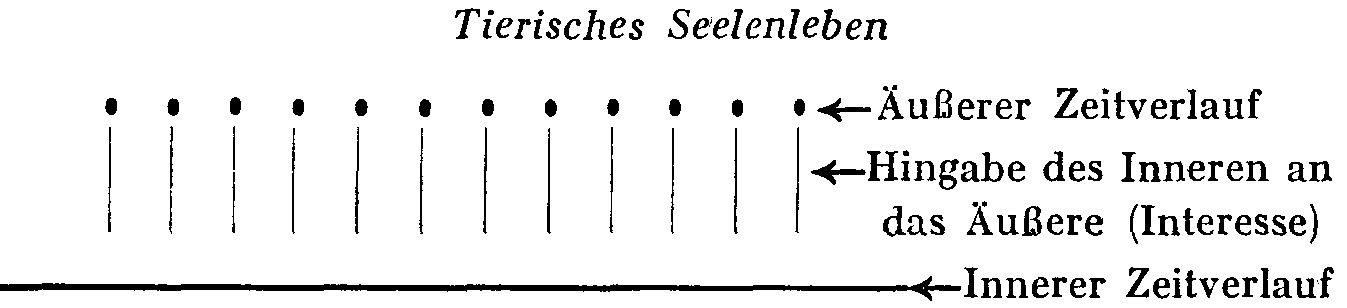 Tierisches Seelenleben
Äußerer Zeitverlauf
Hingabe des Inneren an
das Äußere (Interesse)
Innerer Zeitverlauf